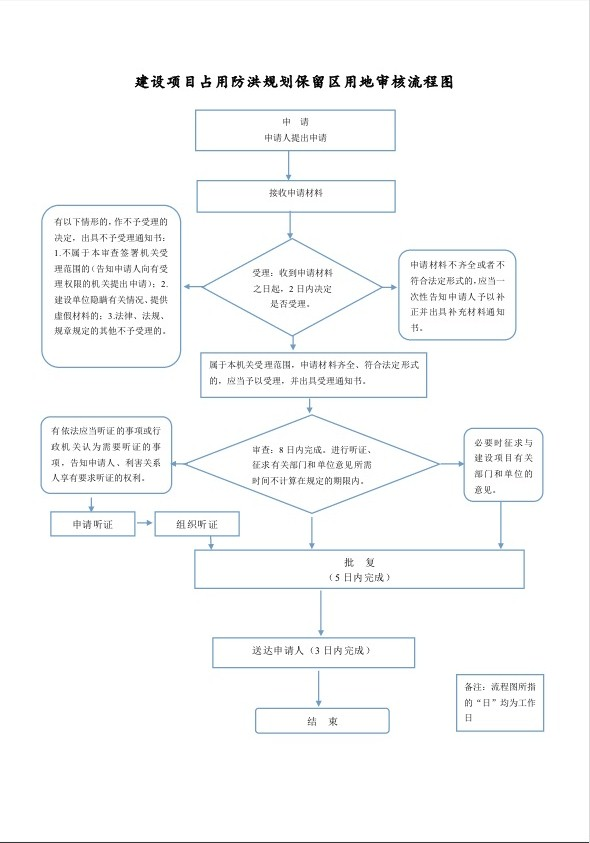 建设项目占用防洪规划保留区用地审核流程图
申 请
申请人提出申请
接收申请材料
有以下情形的，作不予受理的
决定，出具不予受理通知书：
1.不属于本审查签署机关受
理范围的（告知申请人向有受
理权限的机关提出申请）；2.
建设单位隐瞒有关情况、提供
虚假材料的；3.法律、法规、
规章规定的其他不予受理的。
受理：收到申请材料
之日起，2日内决定
是否受理。
申请材料不齐全或者不
符合法定形式的，应当一
次性告知申请人予以补
正并出具补充材料通知
书。
属于本机关受理范围，申请材料齐全、符合法定形式
的，应当予以受理，并出具受理通知书。
有依法应当听证的事项或行
政机关认为需要听证的事
项，告知申请人、利害关系
人享有要求听证的权利。
审查：8日内完成。进行听证、
征求有关部门和单位意见所需
时间不计算在规定的期限内。
必要时征求与
建设项目有关
部门和单位的
意见。
申请听证
组织听证
批 复
（5日内完成）
送达申请人（3日内完成）
备注：流程图所指
的“日”均为工作
日
结 束